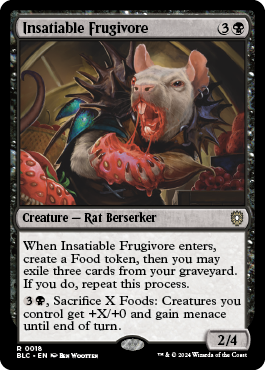 Insatiable Frugivore 3
Creature — Rat Berserker
When Insatiable Frugivore enters,
create a Food token, then you may
exile three cards from your graveyard.
If you do, repeat this process.
3, Sacrifice X Foods: Creatures you
control get +X/+0 and gain menace
until end of turn.
2/4
R 0018
BLC • EN Ben Wootten
™ & © 2024 Wizards of the Coast